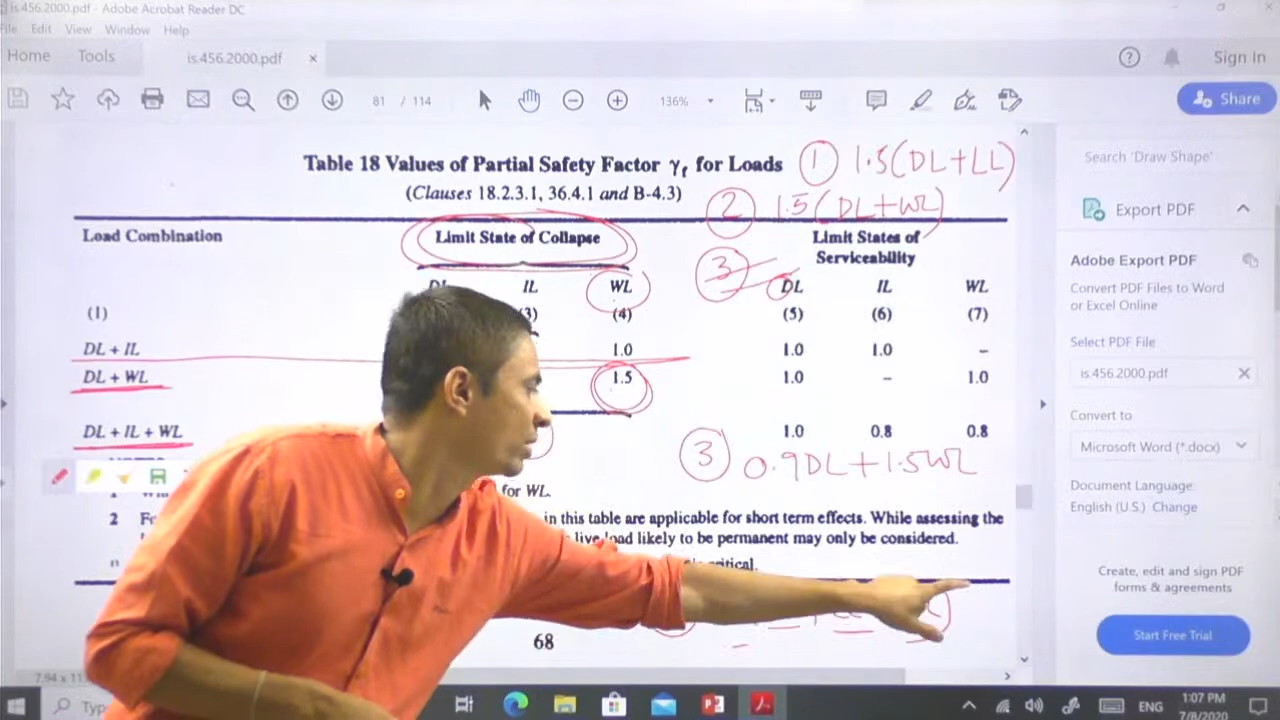 is.456.2000.pdf - Adobe Acrobat Reader DC
File Edit View Window Help
Home Tools is.456.2000.pdf × Sign In
81 / 114 136% Share
Table 18 Values of Partial Safety Factor γf for Loads ① 1.5(DL+LL)
(Clauses 18.2.3.1, 36.4.1 and B-4.3) ② 1.5(DL+WL)
Load Combination Limit State of Collapse Limit States of Serviceability
③
DL IL WL DL IL WL
(1) (3) (4) (5) (6) (7)
DL + IL 1.0 1.0 1.0 –
DL + WL 1.5 1.0 – 1.0
DL + IL + WL 1.0 0.8 0.8
③ 0.9DL+1.5WL
for WL.
2 in this table are applicable for short term effects. While assessing the
live load likely to be permanent may only be considered.
68
Search 'Draw Shape'
Export PDF
Adobe Export PDF
Convert PDF Files to Word
or Excel Online
Select PDF File
is.456.2000.pdf ×
Convert to
Microsoft Word (*.docx)
Document Language:
English (U.S.) Change
Create, edit and sign PDF
forms & agreements
Start Free Trial
ENG
1:07 PM
7/8/2020